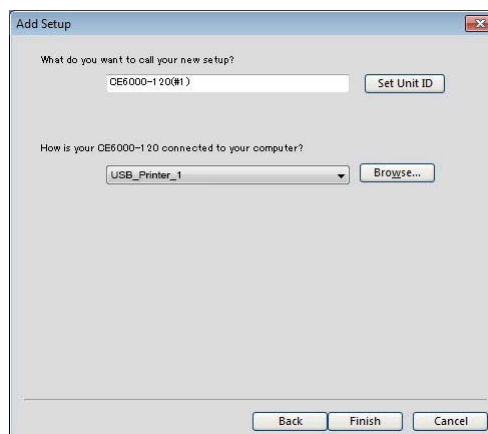 Add Setup
What do you want to call your new setup?
CE6000-120(#1)
Set Unit ID
How is your CE6000-120 connected to your computer?
USB_Printer_1
Browse...
Back
Finish
Cancel